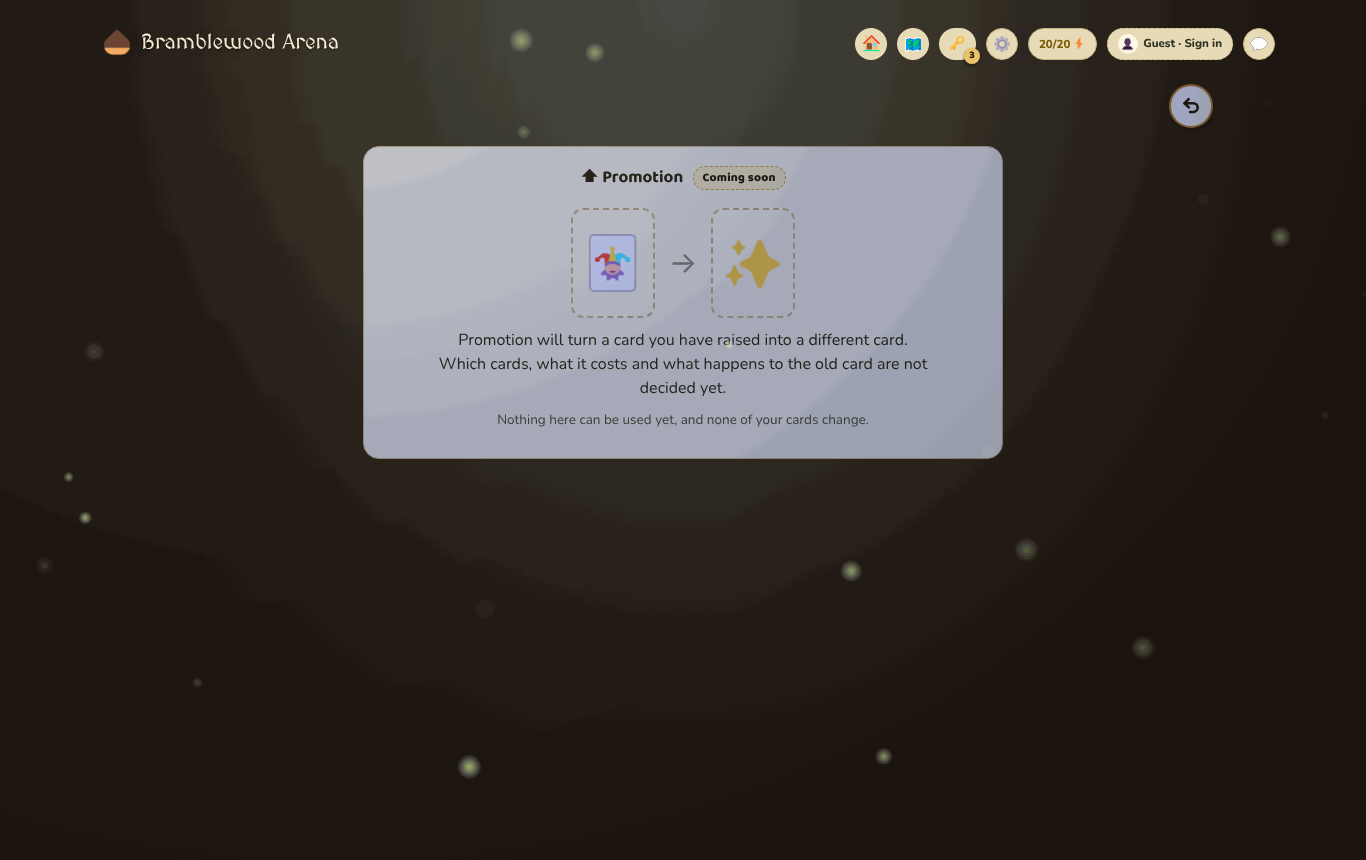 Bramblewood Arena
3
20/20
Guest · Sign in
Promotion
Coming soon
Promotion will turn a card you have raised into a different card.
Which cards, what it costs and what happens to the old card are not
decided yet.
Nothing here can be used yet, and none of your cards change.